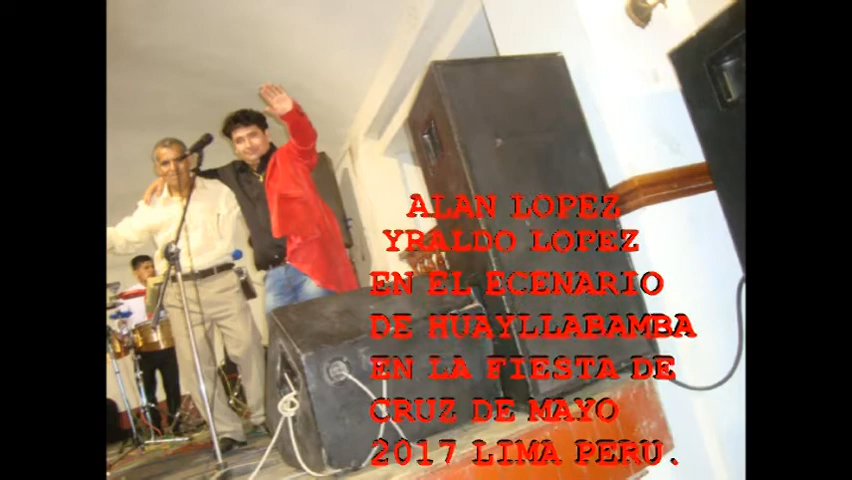 ALAN LOPEZ
YRALDO LOPEZ
EN EL ECENARIO
DE HUAYLLABAMBA
EN LA FIESTA DE
CRUZ DE MAYO
2017 LIMA PERU.